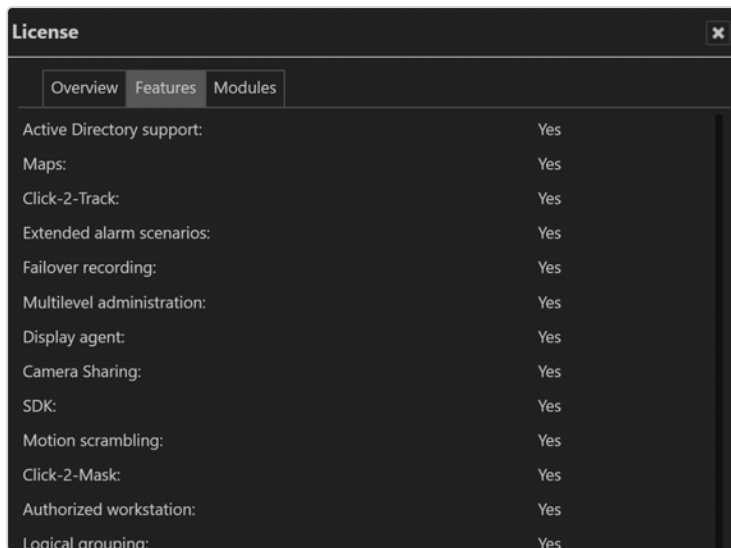 License
Overview Features Modules
Active Directory support: Yes
Maps: Yes
Click-2-Track: Yes
Extended alarm scenarios: Yes
Failover recording: Yes
Multilevel administration: Yes
Display agent: Yes
Camera Sharing: Yes
SDK: Yes
Motion scrambling: Yes
Click-2-Mask: Yes
Authorized workstation: Yes
Logical grouping: Yes